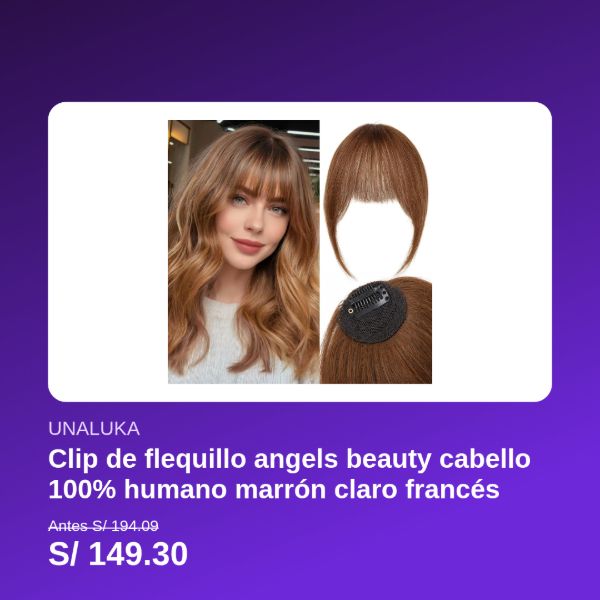 UNALUKA
Clip de flequillo angels beauty cabello
100% humano marrón claro francés
Antes S/ 194.09
S/ 149.30